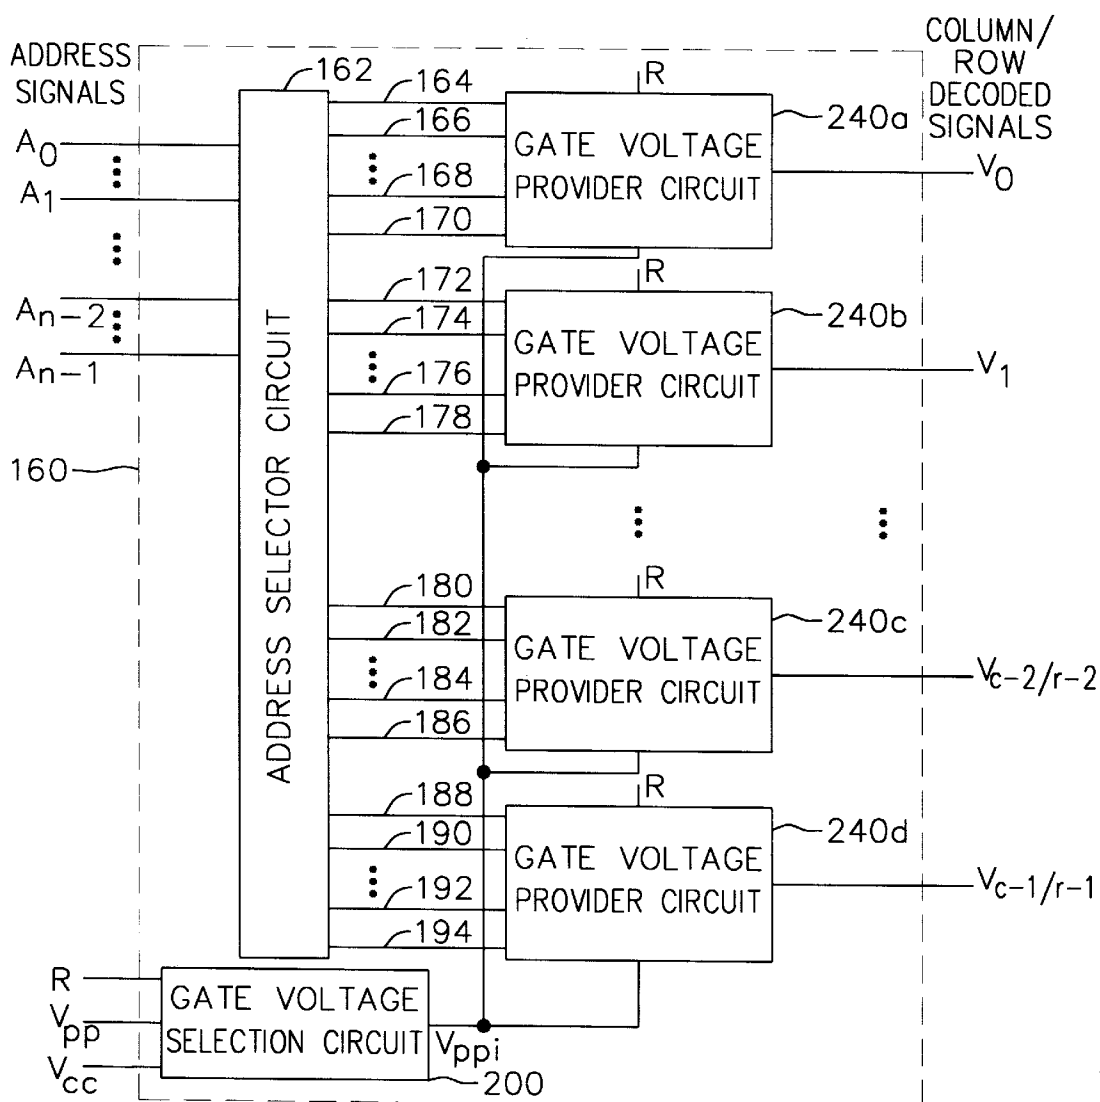 ADDRESS
SIGNALS
COLUMN/
ROW
DECODED
SIGNALS
162
164
166
168
170
R
240a
GATE VOLTAGE
PROVIDER CIRCUIT
V0
A0
A1
An-2
An-1
172
174
176
178
R
240b
GATE VOLTAGE
PROVIDER CIRCUIT
V1
ADDRESS SELECTOR CIRCUIT
160
180
182
184
186
R
240c
GATE VOLTAGE
PROVIDER CIRCUIT
Vc-2/r-2
188
190
192
194
R
240d
GATE VOLTAGE
PROVIDER CIRCUIT
Vc-1/r-1
R
Vpp
Vcc
GATE VOLTAGE
SELECTION CIRCUIT
Vppi
200